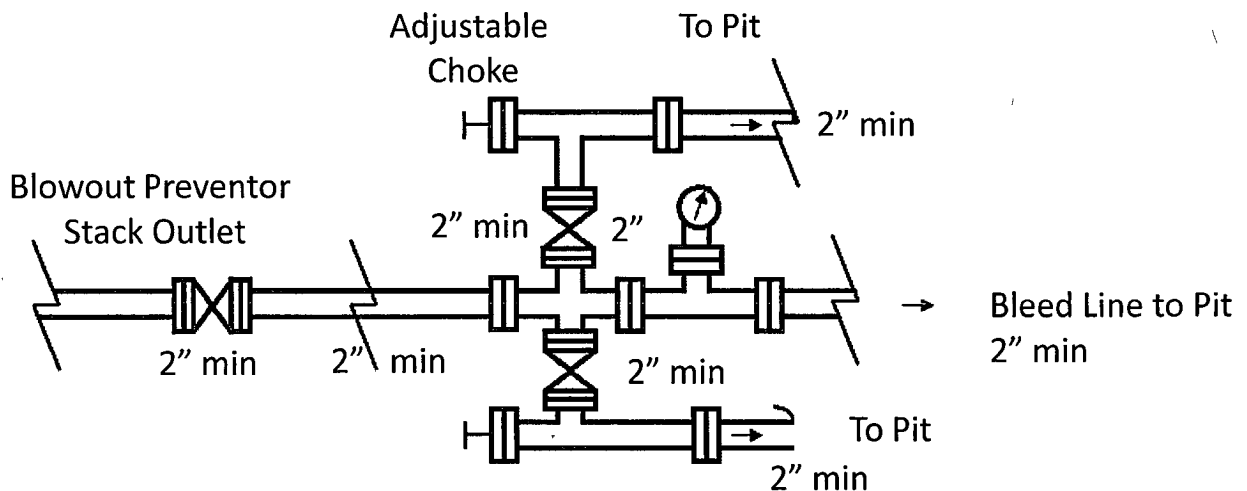 Adjustable
Choke
To Pit
2” min
Blowout Preventor
Stack Outlet
2” min
2”
Bleed Line to Pit
2” min
2” min
2” min
2” min
To Pit
2” min